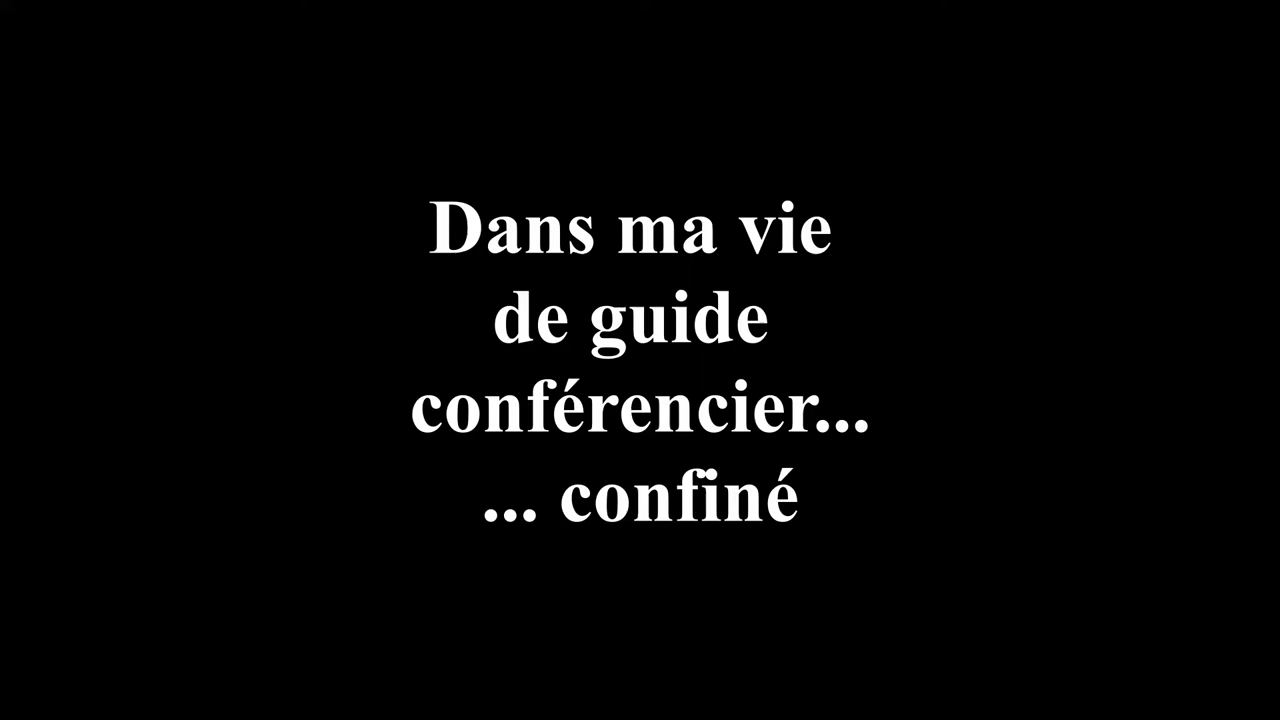 Dans ma vie
de guide
conférencier...
... confiné